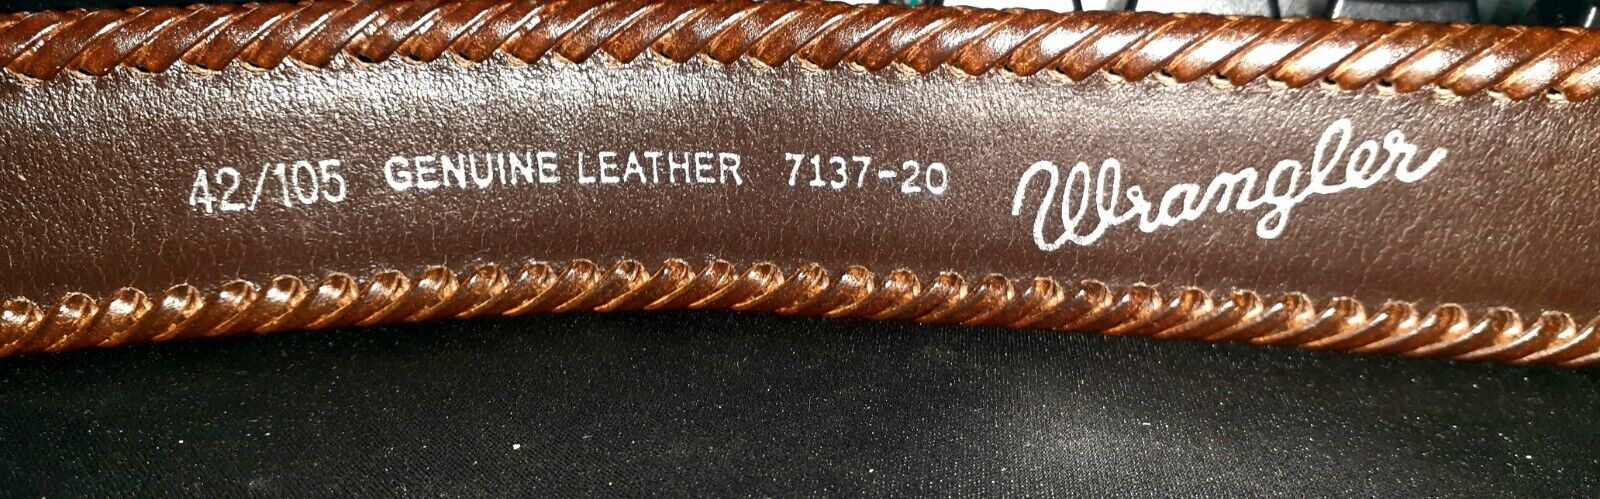 42/105 GENUINE LEATHER 7137-20 Wrangler